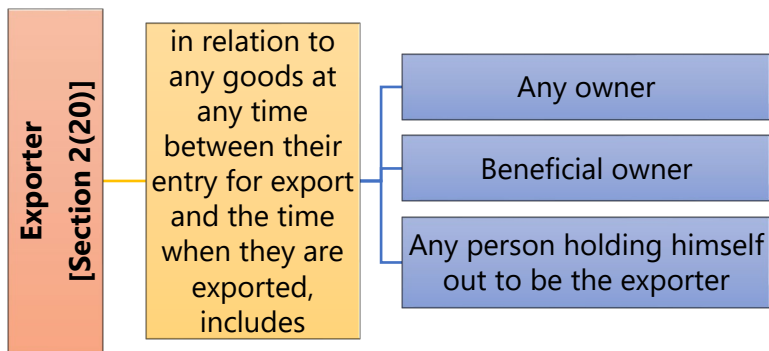 Exporter
[Section 2(20)]
in relation to
any goods at
any time
between their
entry for export
and the time
when they are
exported,
includes
Any owner
Beneficial owner
Any person holding himself
out to be the exporter